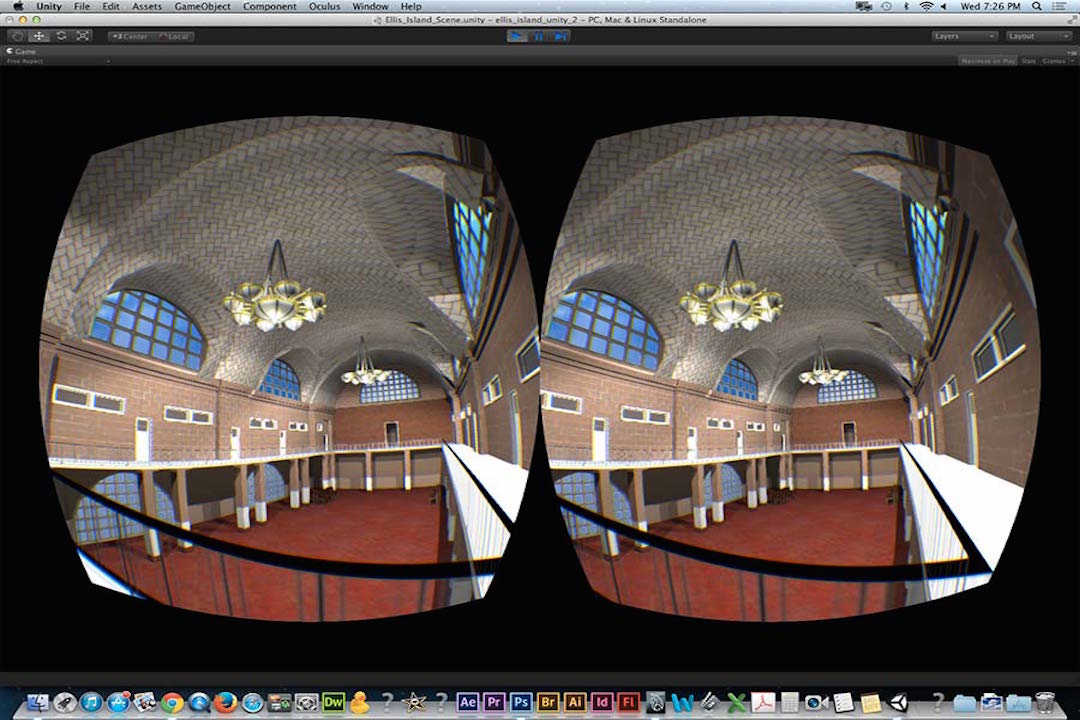 Unity File Edit Assets GameObject Component Oculus Window Help Wed 7:26 PM
Ellis_Island_Scene.unity - ellis_island_unity_2 - PC, Mac & Linux Standalone
Center Local Layers Layout
Game
Free Aspect Maximize on Play Stats Gizmos
Dw Ae Pr Ps Br Ai Id Fl